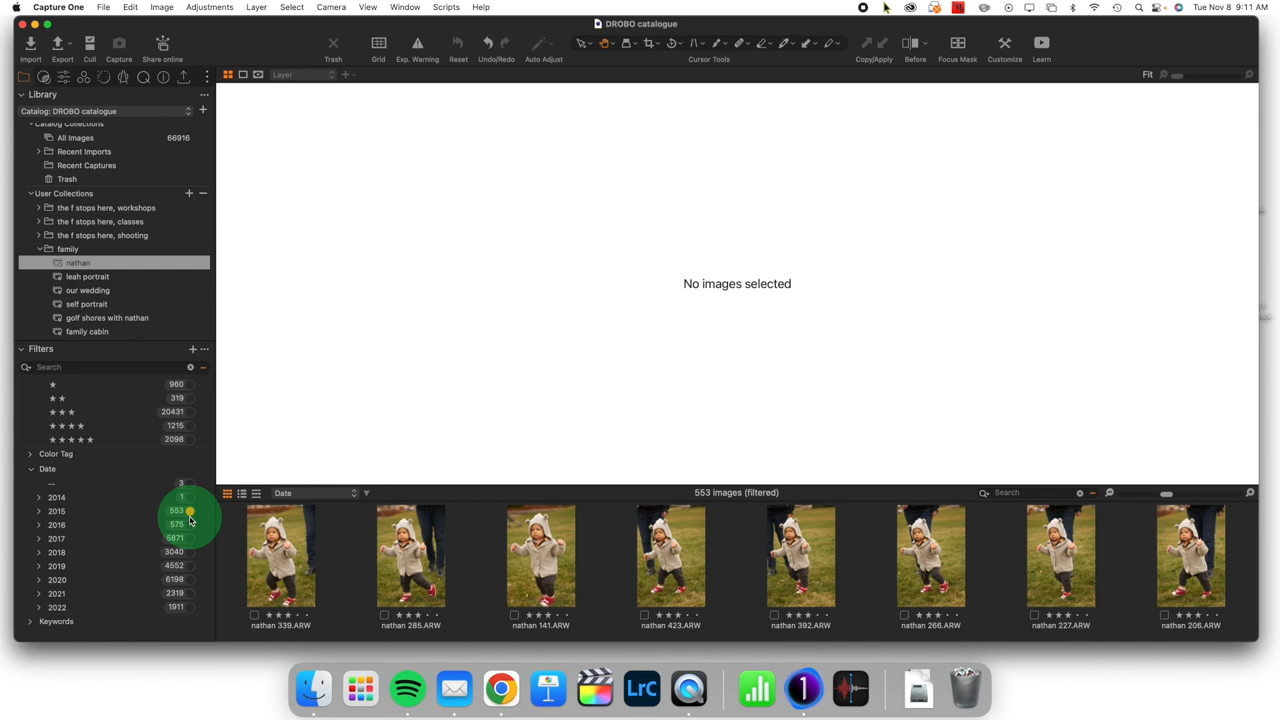 Capture One File Edit Image Adjustments Layer Select Camera View Window Scripts Help Tue Nov 8 9:11 AM
DROBO catalogue
Import Export Cull Capture Share online Trash Grid Exp. Warning Reset Undo/Redo Auto Adjust Cursor Tools Copy/Apply Before Focus Mask Customize Learn
Layer Fit
Library
Catalog: DROBO catalogue
Catalog Collections
All Images 66916
Recent Imports
Recent Captures
Trash
User Collections
the f stops here, workshops
the f stops here, classes
the f stops here, shooting
family
nathan
leah portrait
our wedding
self portrait
golf shores with nathan
family cabin
No images selected
Filters
Search
960
319
20431
1215
2098
Color Tag
Date
-- 3
2014 1
2015 553
2016 575
2017 5871
2018 3040
2019 4552
2020 6198
2021 2319
2022 1911
Keywords
Date 553 images (filtered) Search
nathan 339.ARW nathan 285.ARW nathan 141.ARW nathan 423.ARW nathan 392.ARW nathan 266.ARW nathan 227.ARW nathan 206.ARW
LrC
1